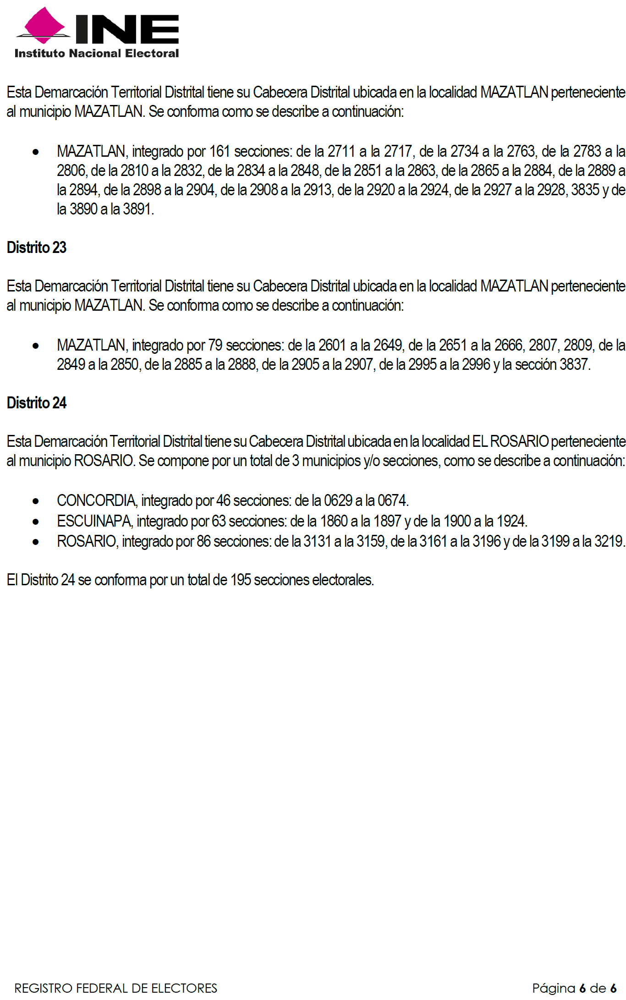 INE
Instituto Nacional Electoral
Esta Demarcación Territorial Distrital tiene su Cabecera Distrital ubicada en la localidad MAZATLAN perteneciente
al municipio MAZATLAN. Se conforma como se describe a continuación:
• MAZATLAN, integrado por 161 secciones: de la 2711 a la 2717, de la 2734 a la 2763, de la 2783 a la
2806, de la 2810 a la 2832, de la 2834 a la 2848, de la 2851 a la 2863, de la 2865 a la 2884, de la 2889 a
la 2894, de la 2898 a la 2904, de la 2908 a la 2913, de la 2920 a la 2924, de la 2927 a la 2928, 3835 y de
la 3890 a la 3891.
Distrito 23
Esta Demarcación Territorial Distrital tiene su Cabecera Distrital ubicada en la localidad MAZATLAN perteneciente
al municipio MAZATLAN. Se conforma como se describe a continuación:
• MAZATLAN, integrado por 79 secciones: de la 2601 a la 2649, de la 2651 a la 2666, 2807, 2809, de la
2849 a la 2850, de la 2885 a la 2888, de la 2905 a la 2907, de la 2995 a la 2996 y la sección 3837.
Distrito 24
Esta Demarcación Territorial Distrital tiene su Cabecera Distrital ubicada en la localidad EL ROSARIO perteneciente
al municipio ROSARIO. Se compone por un total de 3 municipios y/o secciones, como se describe a continuación:
• CONCORDIA, integrado por 46 secciones: de la 0629 a la 0674.
• ESCUINAPA, integrado por 63 secciones: de la 1860 a la 1897 y de la 1900 a la 1924.
• ROSARIO, integrado por 86 secciones: de la 3131 a la 3159, de la 3161 a la 3196 y de la 3199 a la 3219.
El Distrito 24 se conforma por un total de 195 secciones electorales.
REGISTRO FEDERAL DE ELECTORES
Página 6 de 6